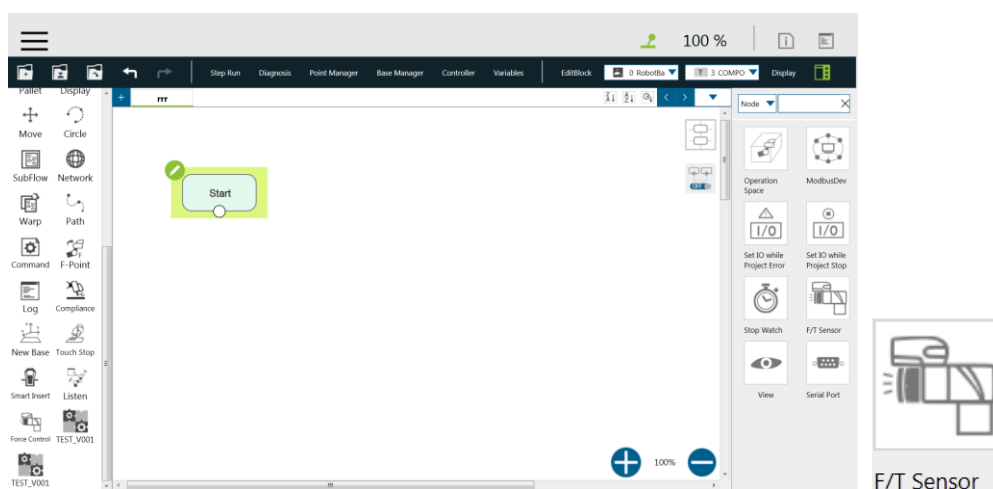 100 %
Step Run Diagnosis Point Manager Base Manager Controller Variables EditBlock 0 RobotBa T 3 COMPO Display
Pallet Display
+ rrr
Node
Move Circle
SubFlow Network
Warp Path
Command F-Point
Log Compliance
New Base Touch Stop
Smart Insert Listen
Force Control TEST_V001
TEST_V001
Start
OFF
Operation Space
ModbusDev
I/O
I/O
Set IO while
Project Error
Set IO while
Project Stop
Stop Watch
F/T Sensor
View
Serial Port
100%
F/T Sensor